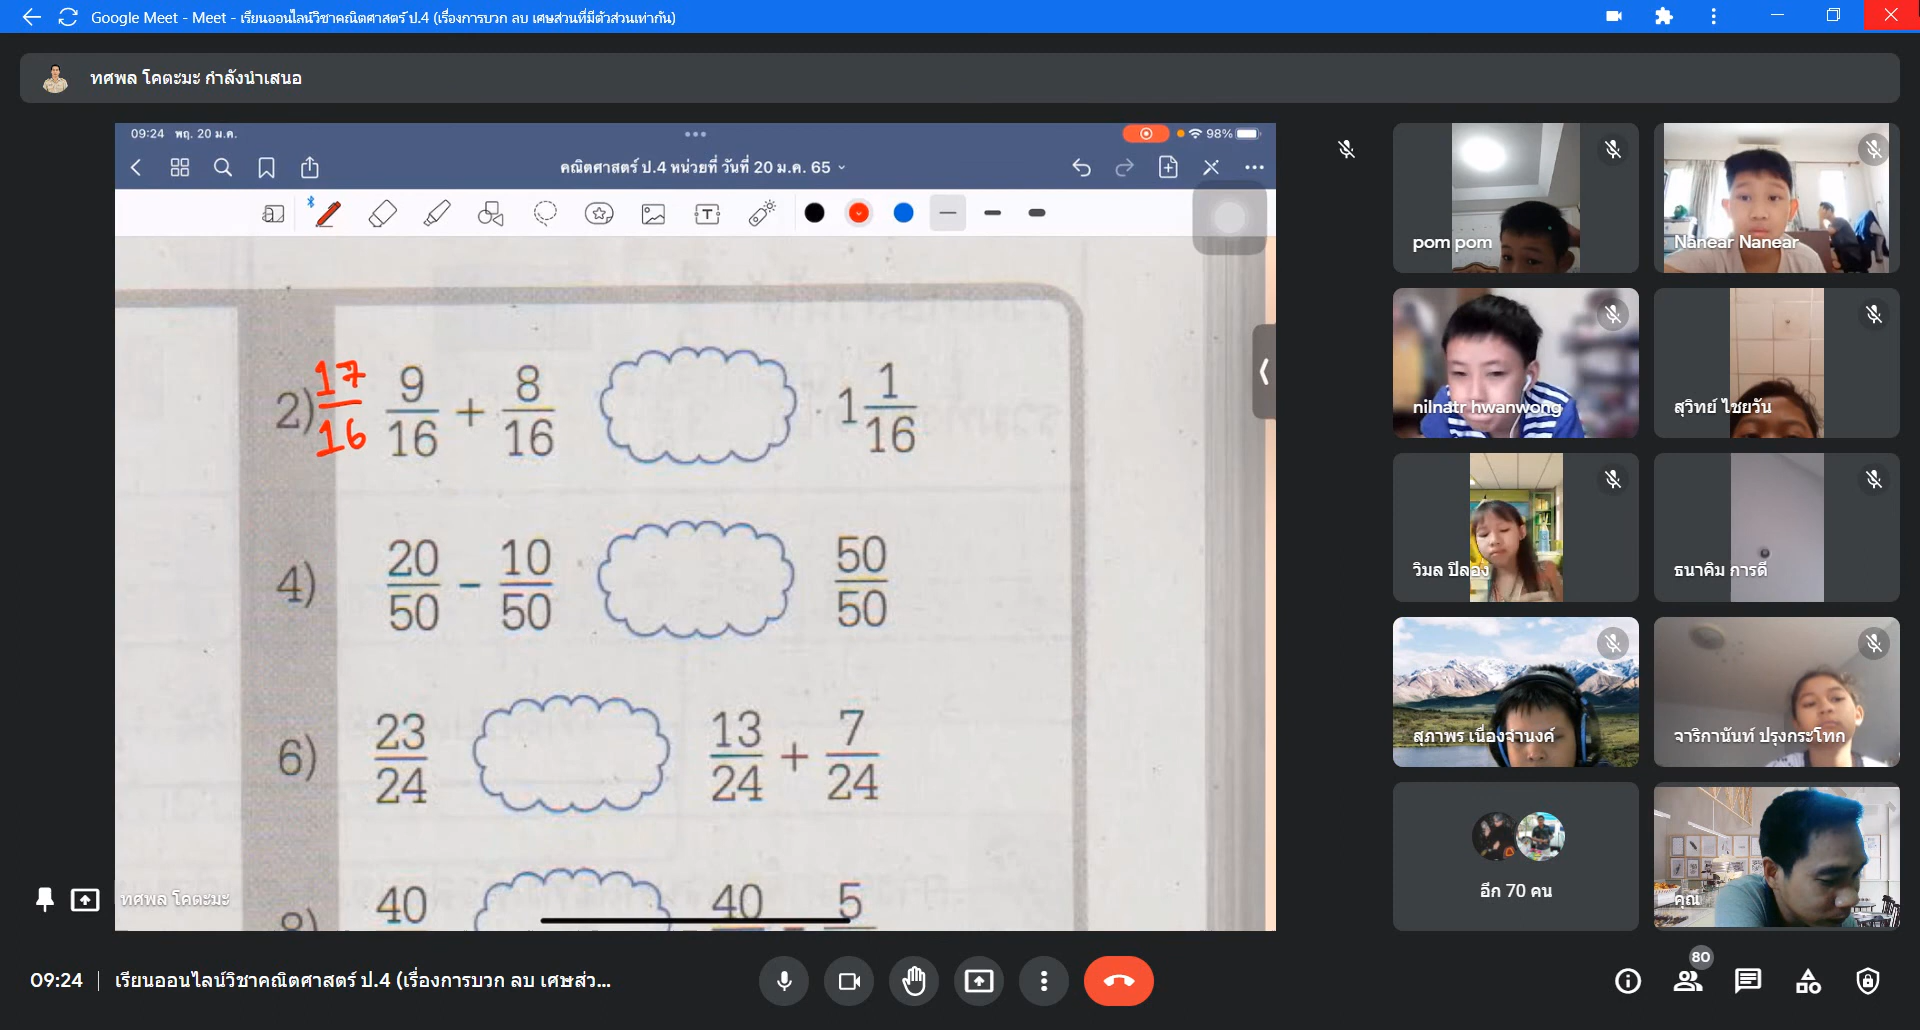 Google Meet - Meet - เรียนออนไลน์วิชาคณิตศาสตร์ ป.4 (เรื่องการบวก ลบ เศษส่วนที่มีตัวส่วนเท่ากัน)
ทศพล โคตะมะ กำลังนำเสนอ
09:24 พฤ. 20 ม.ค.
98%
คณิตศาสตร์ ป.4 หน่วยที่ วันที่ 20 ม.ค. 65
2) 17/16 9/16 + 8/16 1 1/16
4) 20/50 - 10/50 50/50
6) 23/24 13/24 + 7/24
8) 40 40 5
ทศพล โคตะมะ
pom pom
Nanear Nanear
nilnatr hwanwong
สุวิทย์ ไชยวัน
วิมล ปิลอง
ธนาคิม การดี
สุภาพร เนื่องจำนงค์
จาริกานันท์ ปรุงกระโทก
อีก 70 คน
คุณ
09:24 เรียนออนไลน์วิชาคณิตศาสตร์ ป.4 (เรื่องการบวก ลบ เศษส่ว...
80